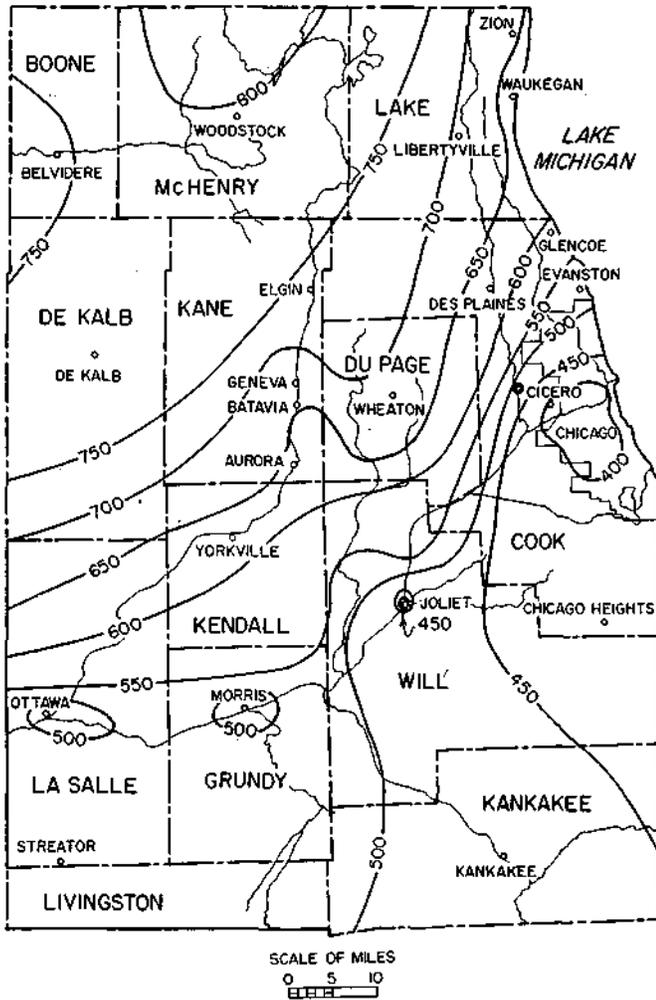 ZION
BOONE
800
WAUKEGAN
LAKE
WOODSTOCK
LIBERTYVILLE
LAKE
MICHIGAN
750
BELVIDERE
McHENRY
700
750
650
600
GLENCOE
EVANSTON
ELGIN
DES PLAINES
DE KALB
KANE
550
500
DU PAGE
450
DE KALB
GENEVA
CICERO
BATAVIA
WHEATON
CHICAGO
750
AURORA
400
700
YORKVILLE
COOK
650
600
KENDALL
JOLIET
450
CHICAGO HEIGHTS
550
WILL
450
OTTAWA
MORRIS
500
500
LA SALLE
GRUNDY
KANKAKEE
STREATOR
500
KANKAKEE
LIVINGSTON
SCALE OF MILES
0 5 10